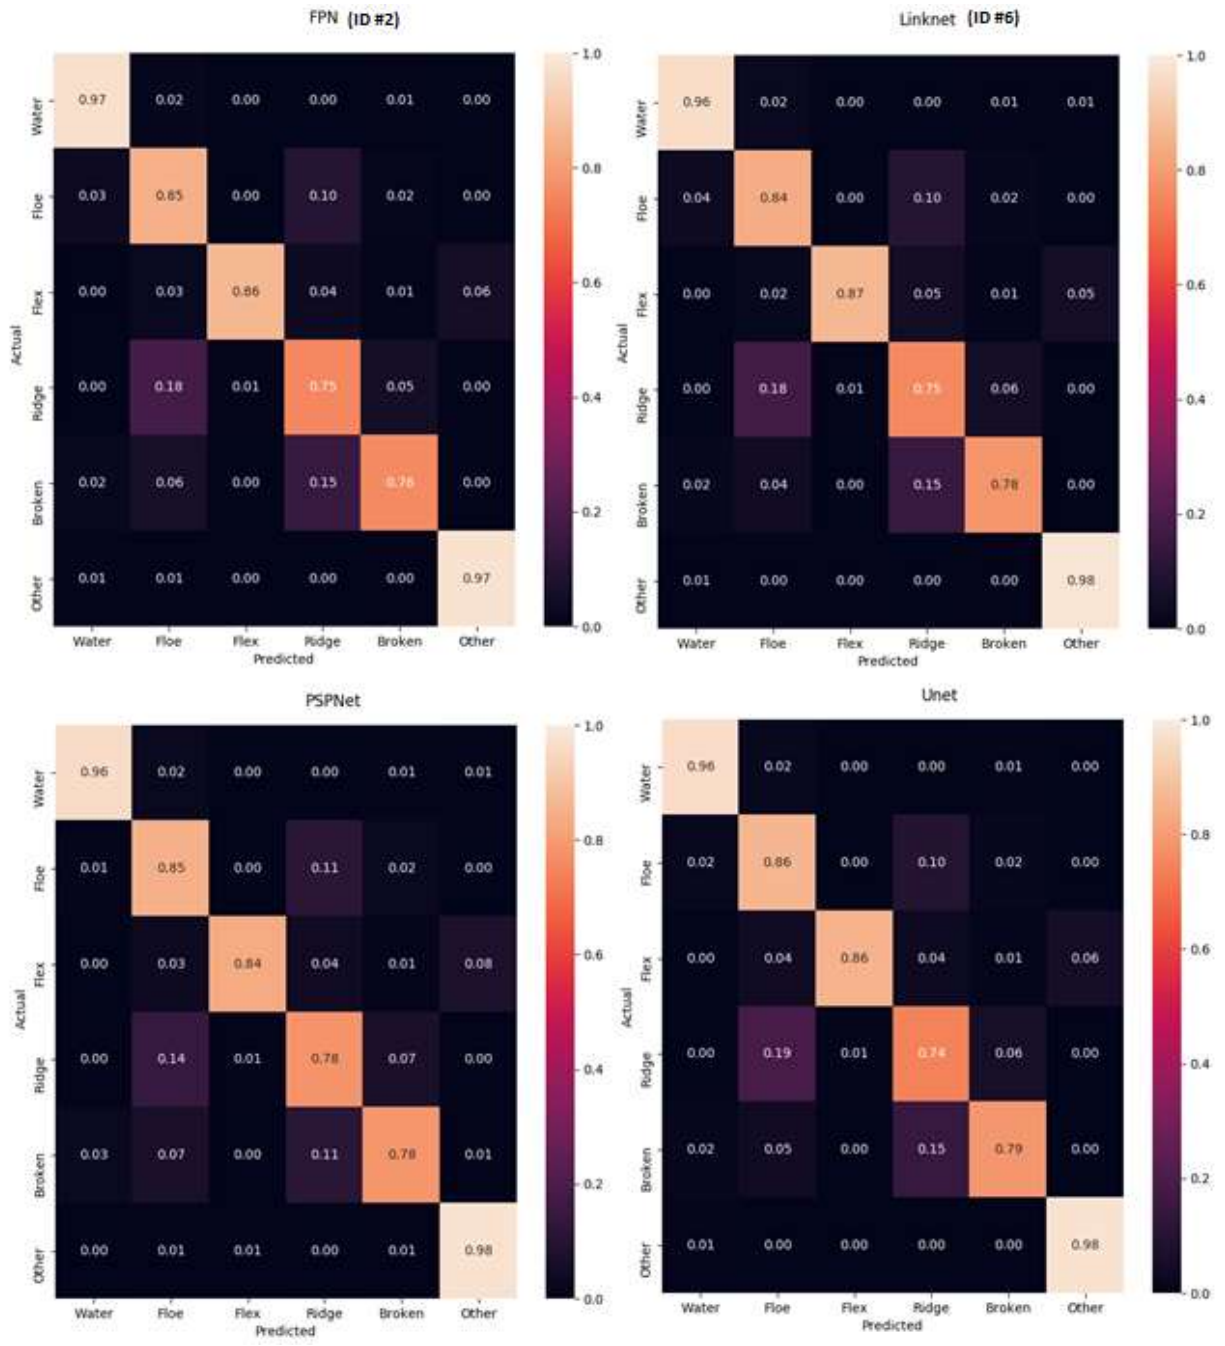 FPN (ID #2)
1.0
Water 0.97 0.02 0.00 0.00 0.01 0.00
0.8
Floe 0.03 0.85 0.00 0.10 0.02 0.00
0.6
Flex 0.00 0.03 0.86 0.04 0.01 0.06
Actual
0.4
Ridge 0.00 0.18 0.01 0.75 0.05 0.00
Broken 0.02 0.06 0.00 0.15 0.76 0.00
0.2
Other 0.01 0.01 0.00 0.00 0.00 0.97
0.0
Water Floe Flex Ridge Broken Other
Predicted
Linknet (ID #6)
1.0
Water 0.96 0.02 0.00 0.00 0.01 0.01
0.8
Floe 0.04 0.84 0.00 0.10 0.02 0.00
0.6
Flex 0.00 0.02 0.87 0.05 0.01 0.05
Actual
0.4
Ridge 0.00 0.18 0.01 0.75 0.06 0.00
Broken 0.02 0.04 0.00 0.15 0.78 0.00
0.2
Other 0.01 0.00 0.00 0.00 0.00 0.98
0.0
Water Floe Flex Ridge Broken Other
Predicted
PSPNet
1.0
Water 0.96 0.02 0.00 0.00 0.01 0.01
0.8
Floe 0.01 0.85 0.00 0.11 0.02 0.00
0.6
Flex 0.00 0.03 0.84 0.04 0.01 0.08
Actual
0.4
Ridge 0.00 0.14 0.01 0.78 0.07 0.00
Broken 0.03 0.07 0.00 0.11 0.78 0.01
0.2
Other 0.00 0.01 0.01 0.00 0.01 0.98
0.0
Water Floe Flex Ridge Broken Other
Predicted
Unet
1.0
Water 0.96 0.02 0.00 0.00 0.01 0.00
0.8
Floe 0.02 0.86 0.00 0.10 0.02 0.00
0.6
Flex 0.00 0.04 0.86 0.04 0.01 0.06
Actual
0.4
Ridge 0.00 0.19 0.01 0.74 0.06 0.00
Broken 0.02 0.05 0.00 0.15 0.79 0.00
0.2
Other 0.01 0.00 0.00 0.00 0.00 0.98
0.0
Water Floe Flex Ridge Broken Other
Predicted